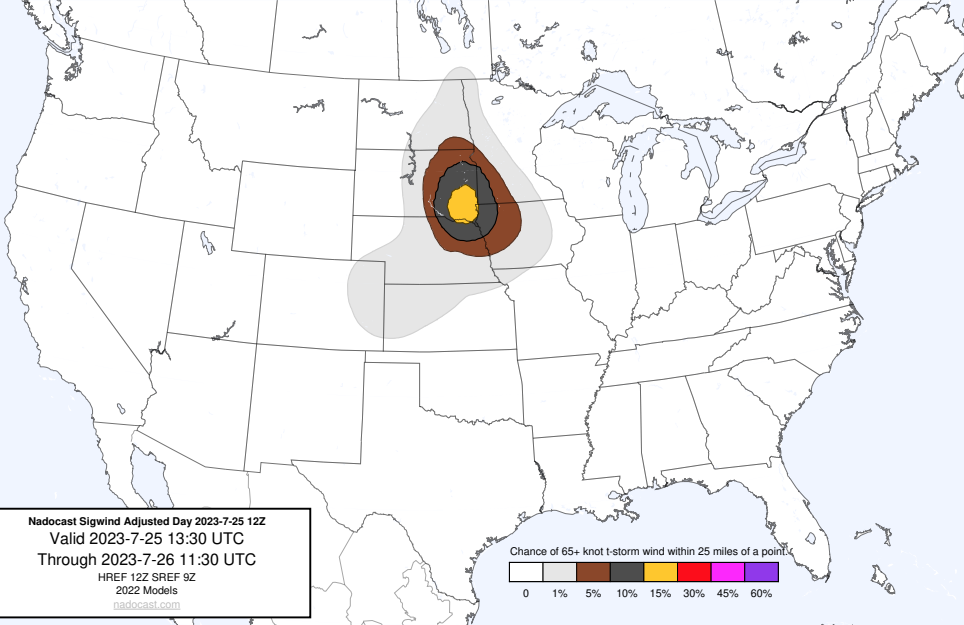 Nadocast Sigwind Adjusted Day 2023-7-25 12Z
Valid 2023-7-25 13:30 UTC
Through 2023-7-26 11:30 UTC
HREF 12Z SREF 9Z
2022 Models
nadocast.com
Chance of 65+ knot t-storm wind within 25 miles of a point.
0 1% 5% 10% 15% 30% 45% 60%